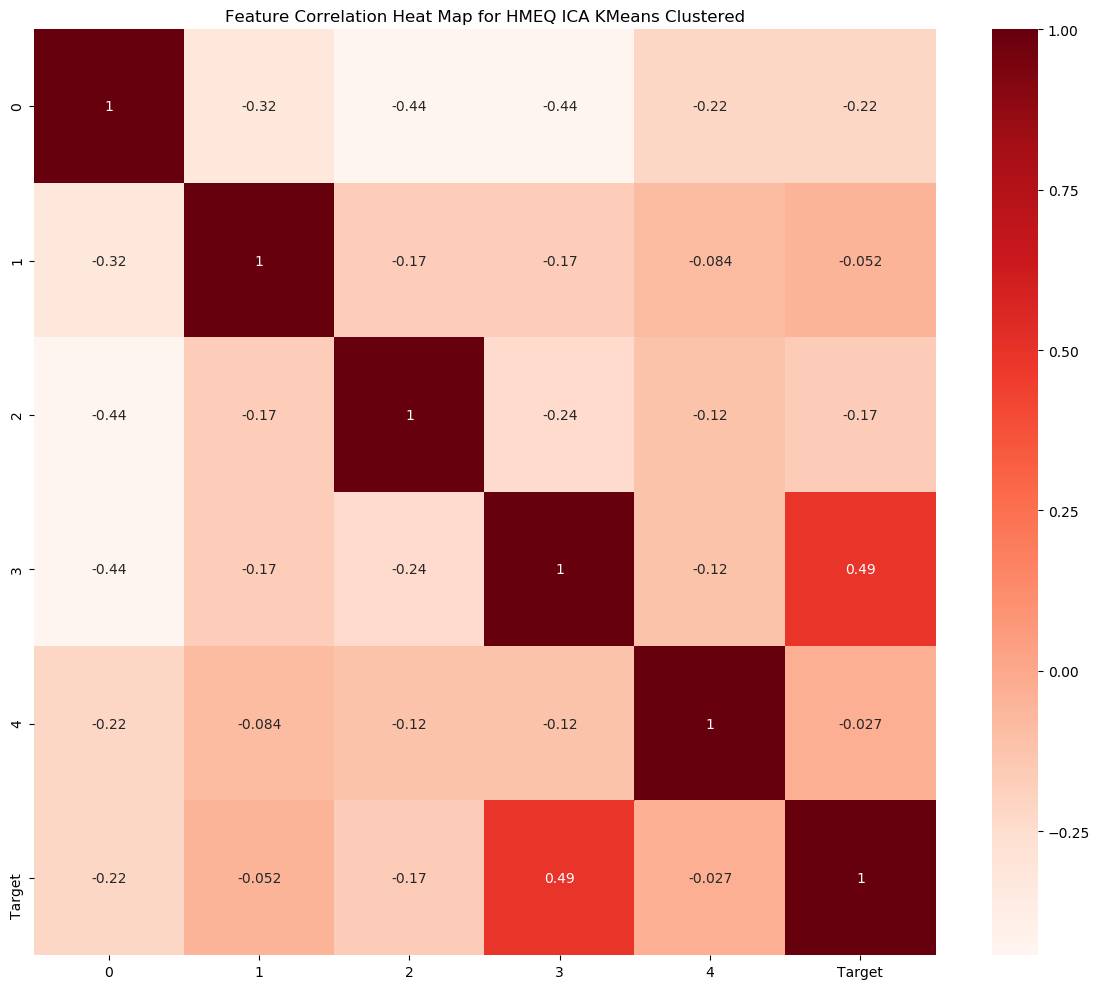 Feature Correlation Heat Map for HMEQ ICA KMeans Clustered
0 1 -0.32 -0.44 -0.44 -0.22 -0.22
1 -0.32 1 -0.17 -0.17 -0.084 -0.052
2 -0.44 -0.17 1 -0.24 -0.12 -0.17
3 -0.44 -0.17 -0.24 1 -0.12 0.49
4 -0.22 -0.084 -0.12 -0.12 1 -0.027
Target -0.22 -0.052 -0.17 0.49 -0.027 1
0 1 2 3 4 Target
1.00
0.75
0.50
0.25
0.00
−0.25